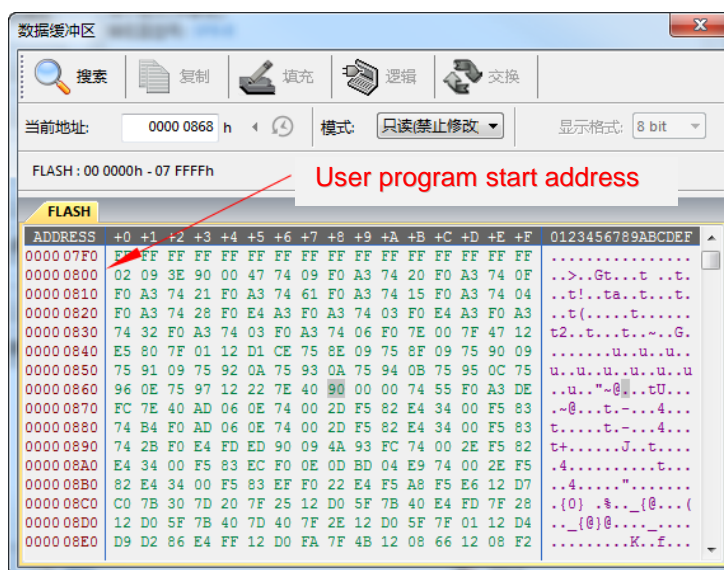 数据缓冲区
搜索 复制 填充 逻辑 交换
当前地址: 0000 0868 h 模式: 只读(禁止修改 显示格式: 8 bit
FLASH : 00 0000h - 07 FFFFh
User program start address
FLASH
ADDRESS +0 +1 +2 +3 +4 +5 +6 +7 +8 +9 +A +B +C +D +E +F 0123456789ABCDEF
0000 07F0 FF FF FF FF FF FF FF FF FF FF FF FF FF FF FF FF ................
0000 0800 02 09 3E 90 00 47 74 09 F0 A3 74 20 F0 A3 74 0F ..>..Gt...t ..t.
0000 0810 F0 A3 74 21 F0 A3 74 61 F0 A3 74 15 F0 A3 74 04 ..t!..ta..t...t.
0000 0820 F0 A3 74 28 F0 E4 A3 F0 A3 74 03 F0 E4 A3 F0 A3 ..t(.....t......
0000 0830 74 32 F0 A3 74 03 F0 A3 74 06 F0 7E 00 7F 47 12 t2..t...t..~..G.
0000 0840 E5 80 7F 01 12 D1 CE 75 8E 09 75 8F 09 75 90 09 .......u..u..u..
0000 0850 75 91 09 75 92 0A 75 93 0A 75 94 0B 75 95 0C 75 u..u..u..u..u..u
0000 0860 96 0E 75 97 12 22 7E 40 90 00 00 74 55 F0 A3 DE ..u.."~@...tU...
0000 0870 FC 7E 40 AD 06 0E 74 00 2D F5 82 E4 34 00 F5 83 .~@...t.-...4...
0000 0880 74 B4 F0 AD 06 0E 74 00 2D F5 82 E4 34 00 F5 83 t.....t.-...4...
0000 0890 74 2B F0 E4 FD ED 90 09 4A 93 FC 74 00 2E F5 82 t+......J..t....
0000 08A0 E4 34 00 F5 83 EC F0 0E 0D BD 04 E9 74 00 2E F5 .4..........t...
0000 08B0 82 E4 34 00 F5 83 EF F0 22 E4 F5 A8 F5 E6 12 D7 ..4.....".......
0000 08C0 C0 7B 30 7D 20 7F 25 12 D0 5F 7B 40 E4 FD 7F 28 .{0} .%.._{@...(
0000 08D0 12 D0 5F 7B 40 7D 40 7F 2E 12 D0 5F 7F 01 12 D4 .._{@}@...._....
0000 08E0 D9 D2 86 E4 FF 12 D0 FA 7F 4B 12 08 66 12 08 F2 .........K..f...